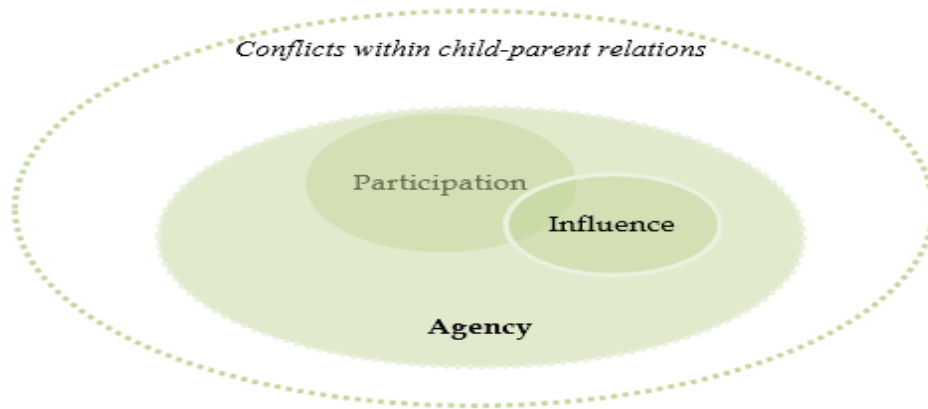 Conflicts within child-parent relations
Participation
Influence
Agency